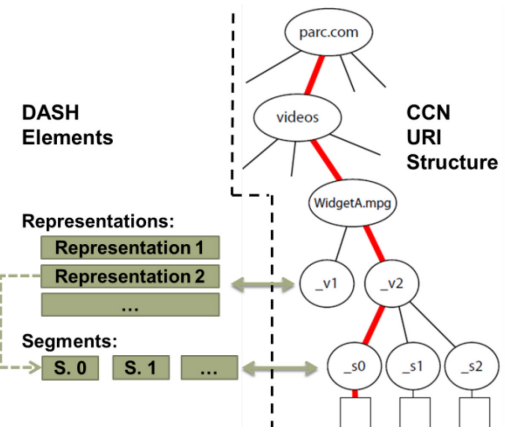 parc.com
DASH
Elements
videos
CCN
URI
Structure
WidgetA.mpg
Representations:
Representation 1
Representation 2
...
_v1
_v2
Segments:
S. 0
S. 1
...
_s0
_s1
_s2